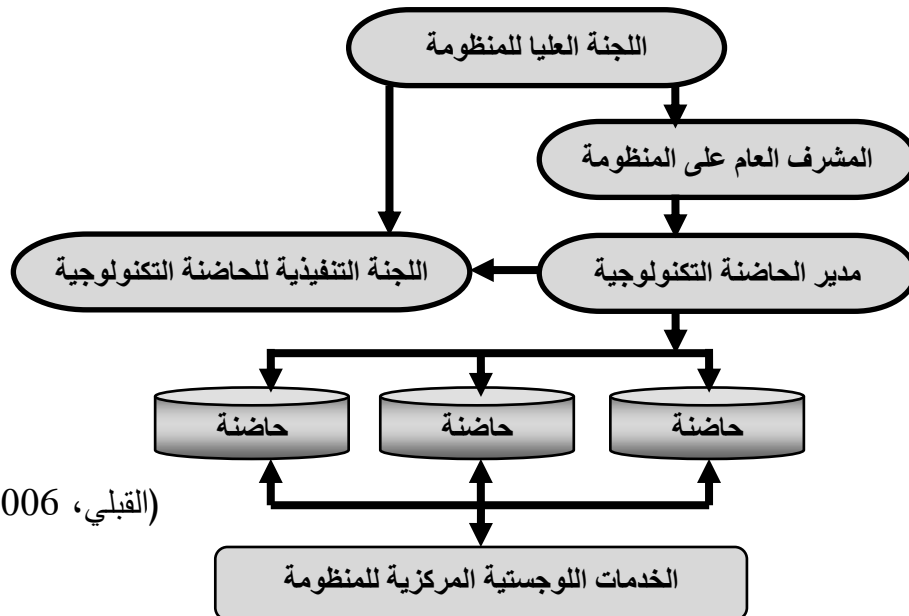 اللجنة العليا للمنظومة
المشرف العام على المنظومة
مدير الحاضنة التكنولوجية
اللجنة التنفيذية للحاضنة التكنولوجية
حاضنة
حاضنة
حاضنة
(القبلي، 006
الخدمات اللوجستية المركزية للمنظومة